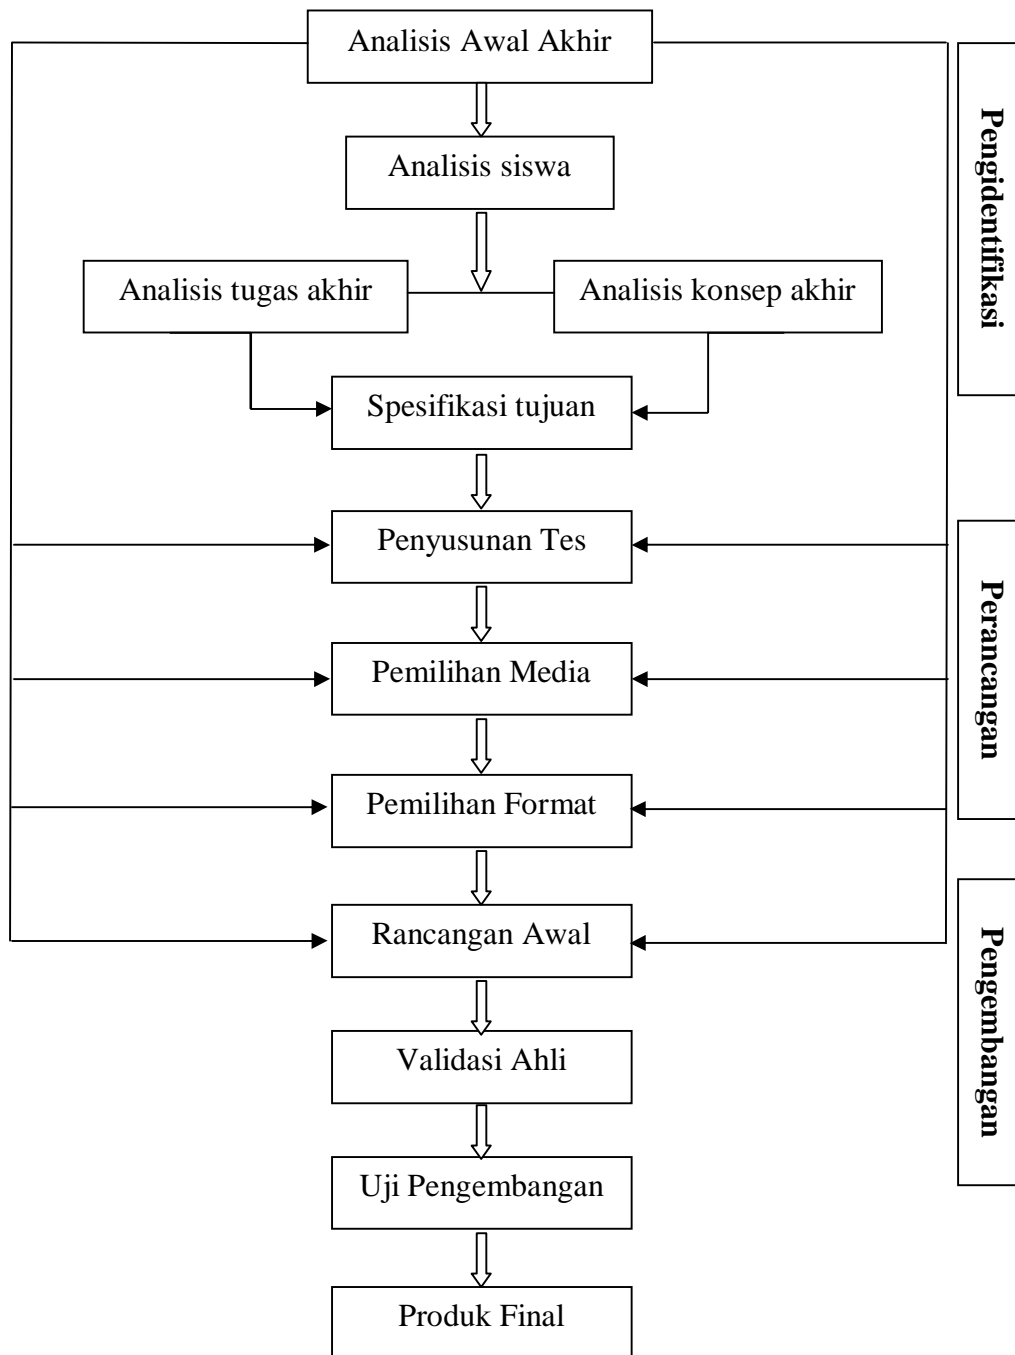 Analisis Awal Akhir
Analisis siswa
Analisis tugas akhir
Analisis konsep akhir
Spesifikasi tujuan
Penyusunan Tes
Pemilihan Media
Pemilihan Format
Rancangan Awal
Validasi Ahli
Uji Pengembangan
Produk Final
Pengidentifikasi
Perancangan
Pengembangan